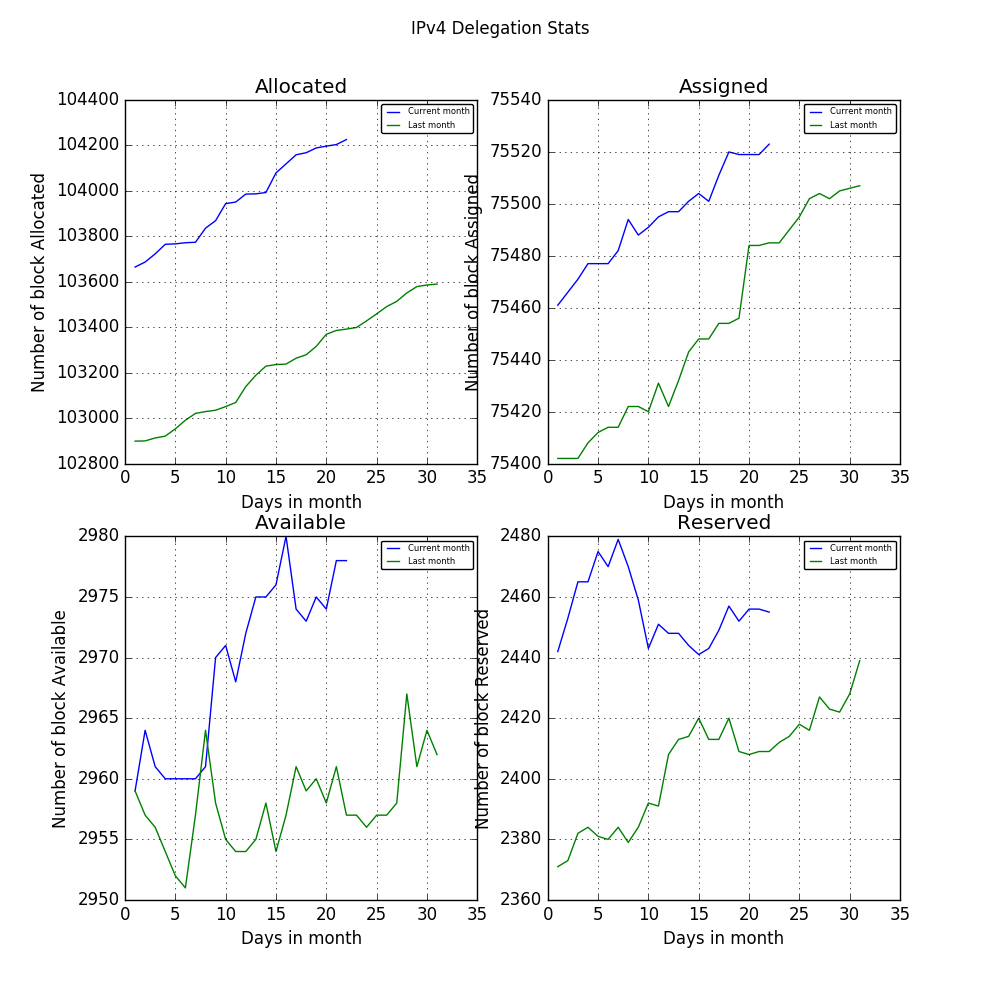 IPv4 Delegation Stats
Allocated
Number of block Allocated
104400
104200
104000
103800
103600
103400
103200
103000
102800
Current month
Last month
0 5 10 15 20 25 30 35
Days in month
Assigned
Number of block Assigned
75540
75520
75500
75480
75460
75440
75420
75400
Current month
Last month
0 5 10 15 20 25 30 35
Days in month
Available
Number of block Available
2980
2975
2970
2965
2960
2955
2950
Current month
Last month
0 5 10 15 20 25 30 35
Days in month
Reserved
Number of block Reserved
2480
2460
2440
2420
2400
2380
2360
Current month
Last month
0 5 10 15 20 25 30 35
Days in month